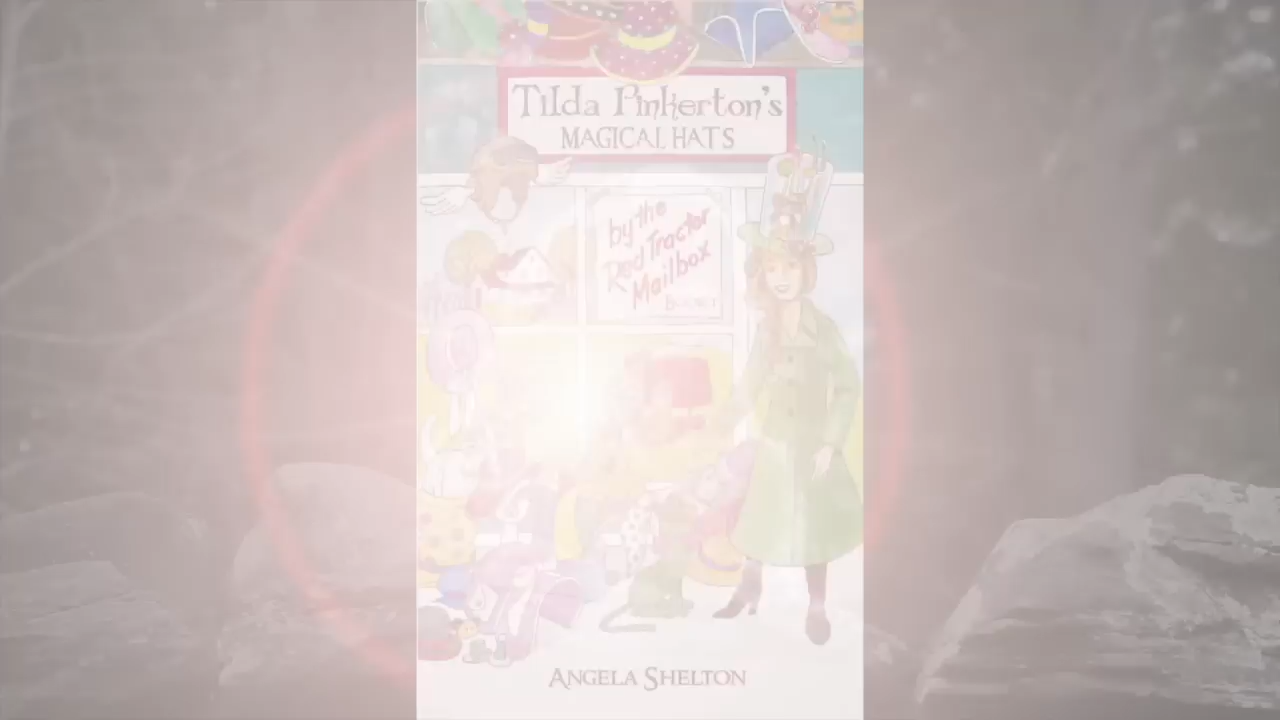 Tilda Pinkerton's
MAGICAL HATS
by the
Red Tractor
Mailbox
ANGELA SHELTON